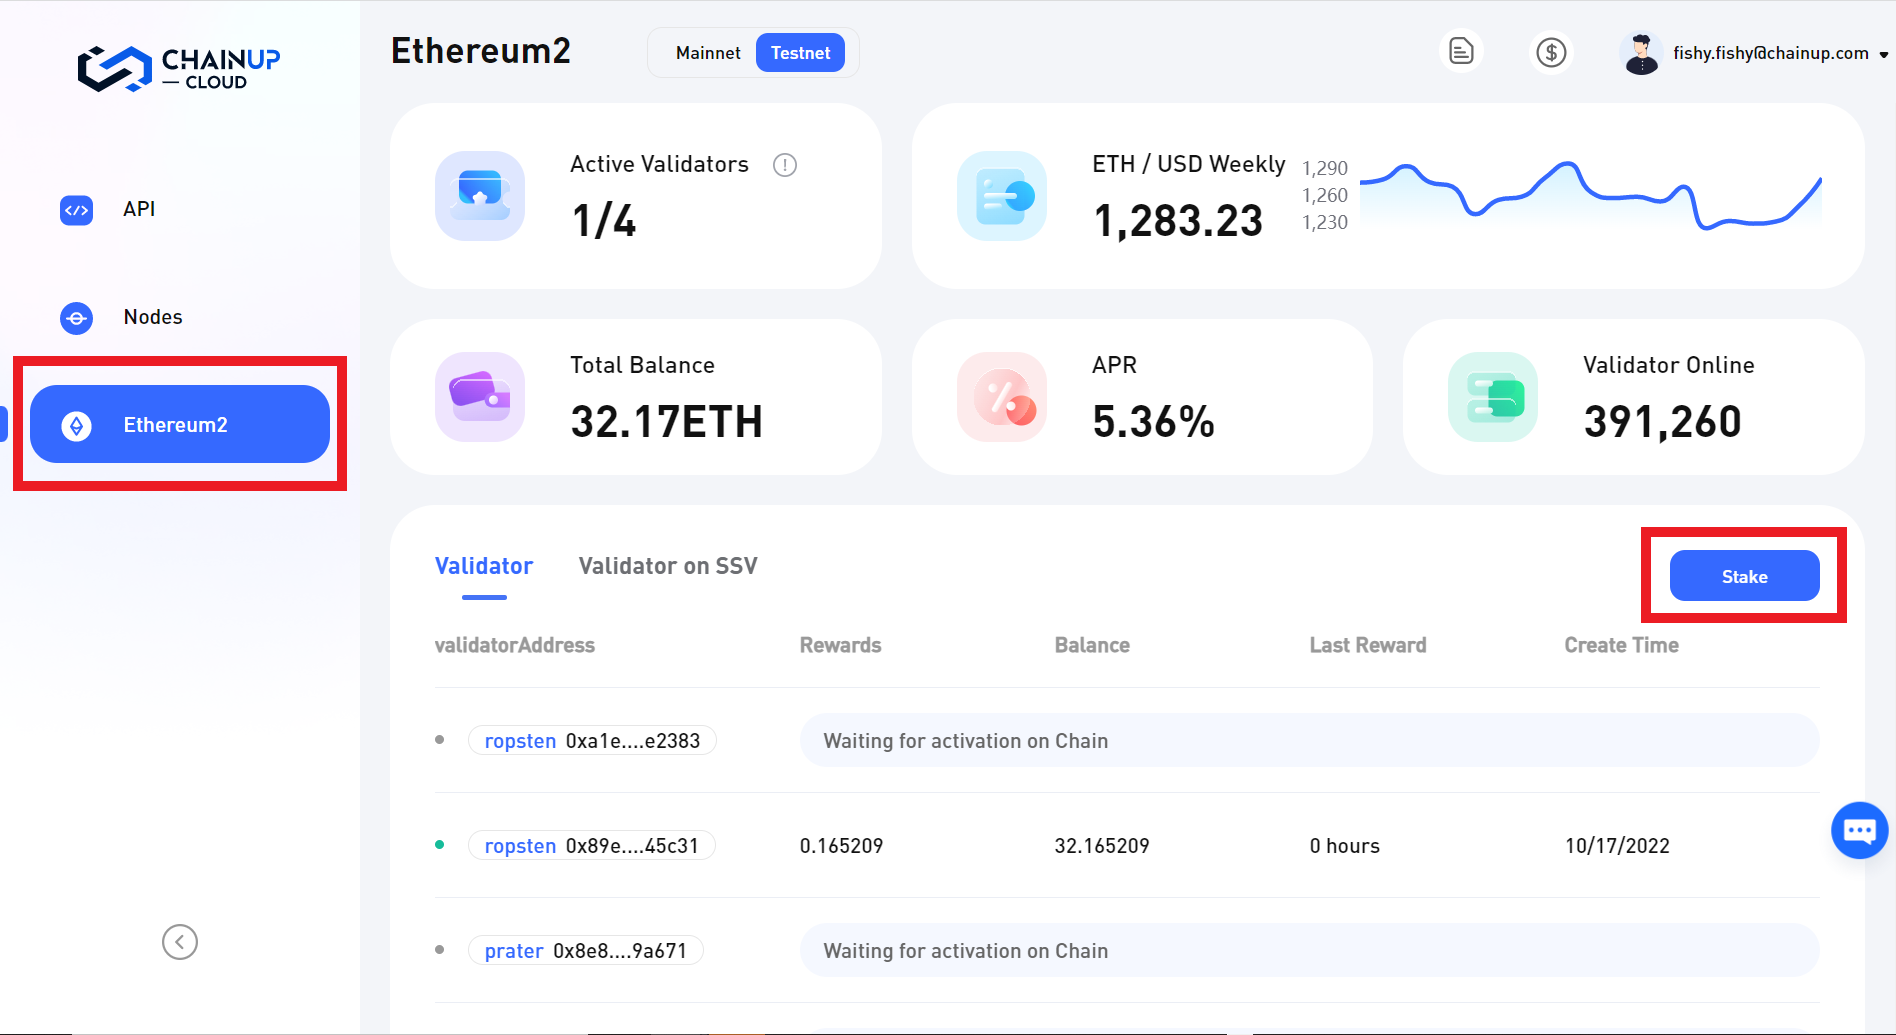 CHAINUP
CLOUD
API
Nodes
Ethereum2
Ethereum2
Mainnet
Testnet
fishy.fishy@chainup.com
Active Validators
1/4
ETH / USD Weekly
1,283.23
1,290
1,260
1,230
Total Balance
32.17ETH
APR
5.36%
Validator Online
391,260
Validator
Validator on SSV
Stake
validatorAddress Rewards Balance Last Reward Create Time
ropsten 0xa1e....e2383 Waiting for activation on Chain
ropsten 0x89e....45c31 0.165209 32.165209 0 hours 10/17/2022
prater 0x8e8....9a671 Waiting for activation on Chain